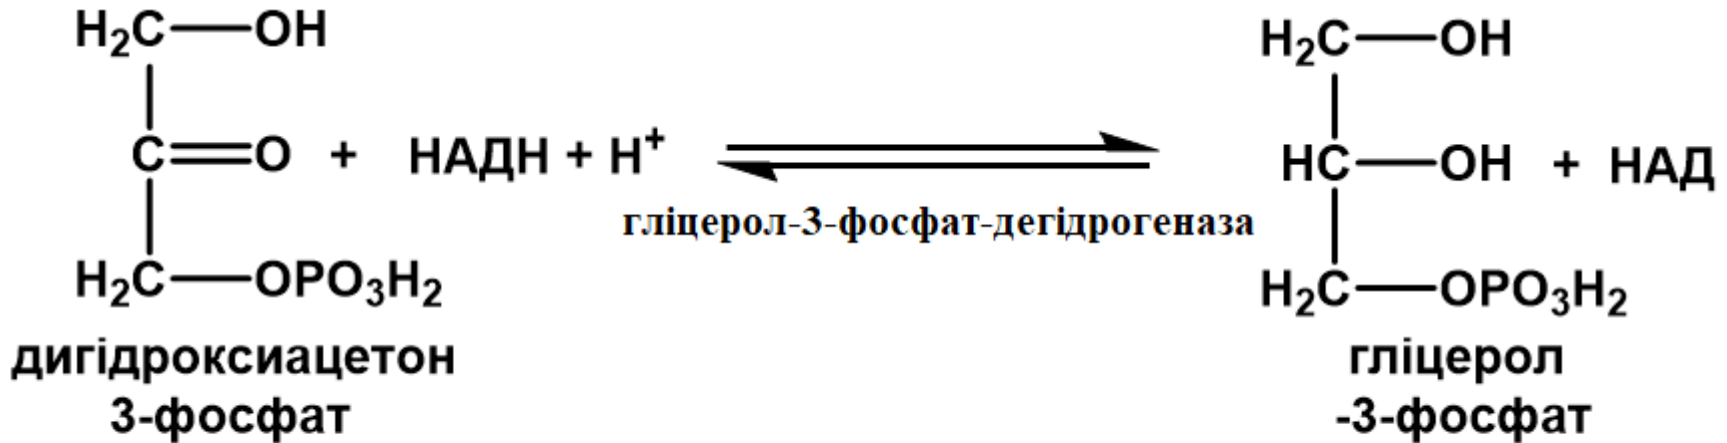 H₂C—OH
C=O + НАДН + H⁺
H₂C—OPO₃H₂
дигідроксиацетон
3-фосфат
гліцерол-3-фосфат-дегідрогеназа
H₂C—OH
HC—OH + НАД
H₂C—OPO₃H₂
гліцерол
-3-фосфат